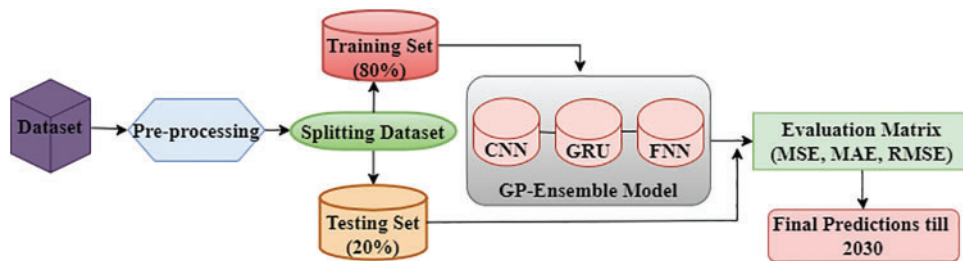 Dataset
Pre-processing
Splitting Dataset
Training Set
(80%)
Testing Set
(20%)
CNN
GRU
FNN
GP-Ensemble Model
Evaluation Matrix
(MSE, MAE, RMSE)
Final Predictions till
2030